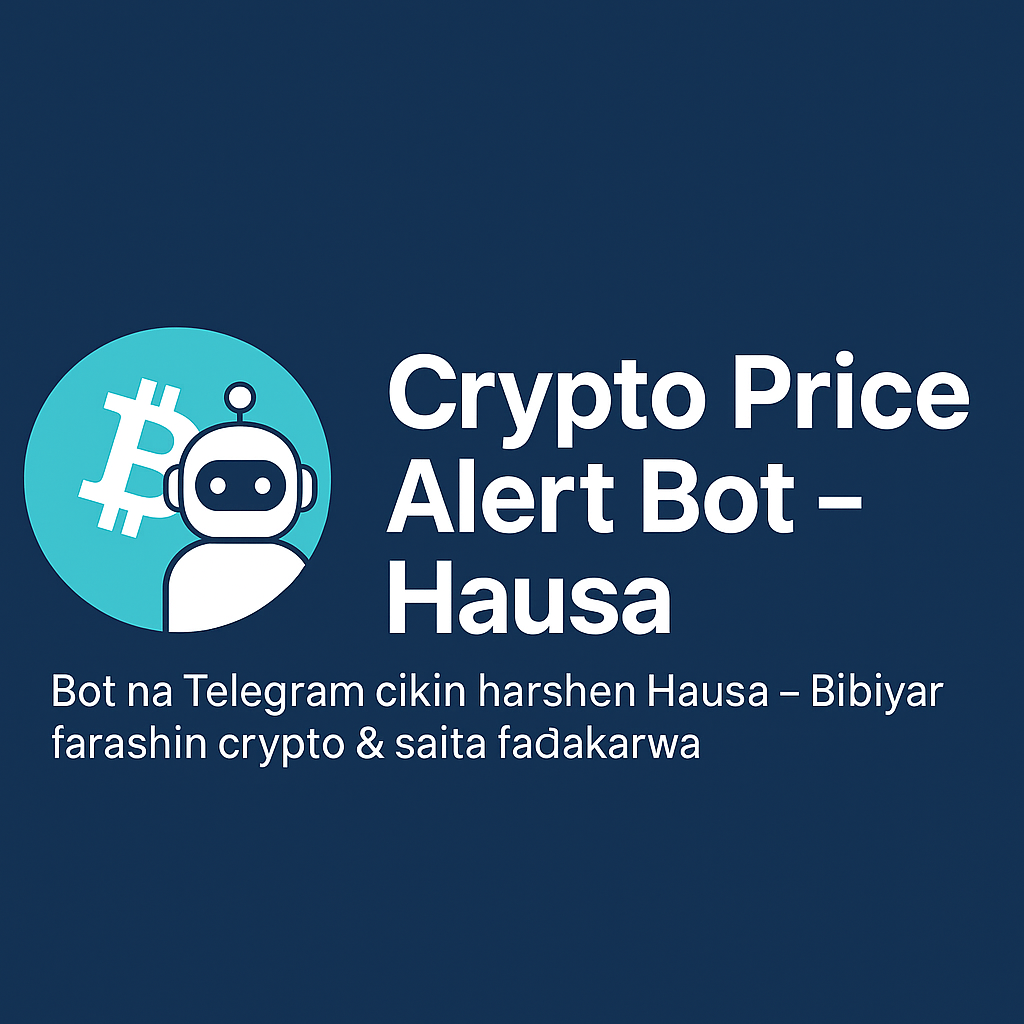 Crypto Price
Alert Bot –
Hausa
Bot na Telegram cikin harshen Hausa – Bibiyar
farashin crypto & saita faɗakarwa